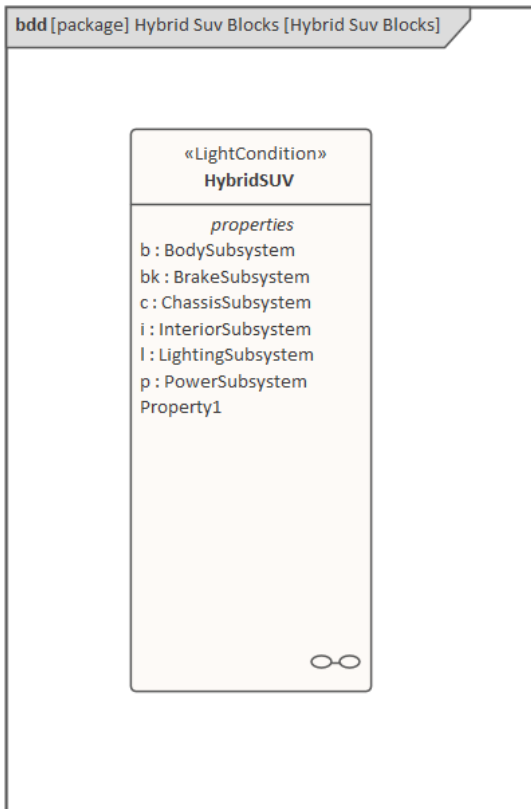 bdd [package] Hybrid Suv Blocks [Hybrid Suv Blocks]
«LightCondition»
HybridSUV
properties
b : BodySubsystem
bk : BrakeSubsystem
c : ChassisSubsystem
i : InteriorSubsystem
l : LightingSubsystem
p : PowerSubsystem
Property1